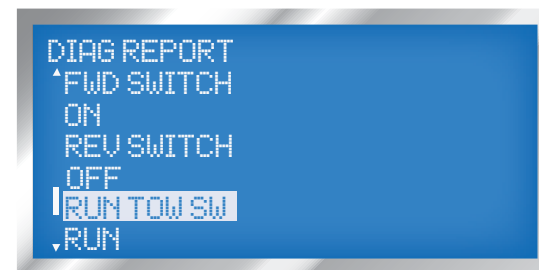 DIAG REPORT
FWD SWITCH
ON
REV SWITCH
OFF
RUN TOW SW
RUN